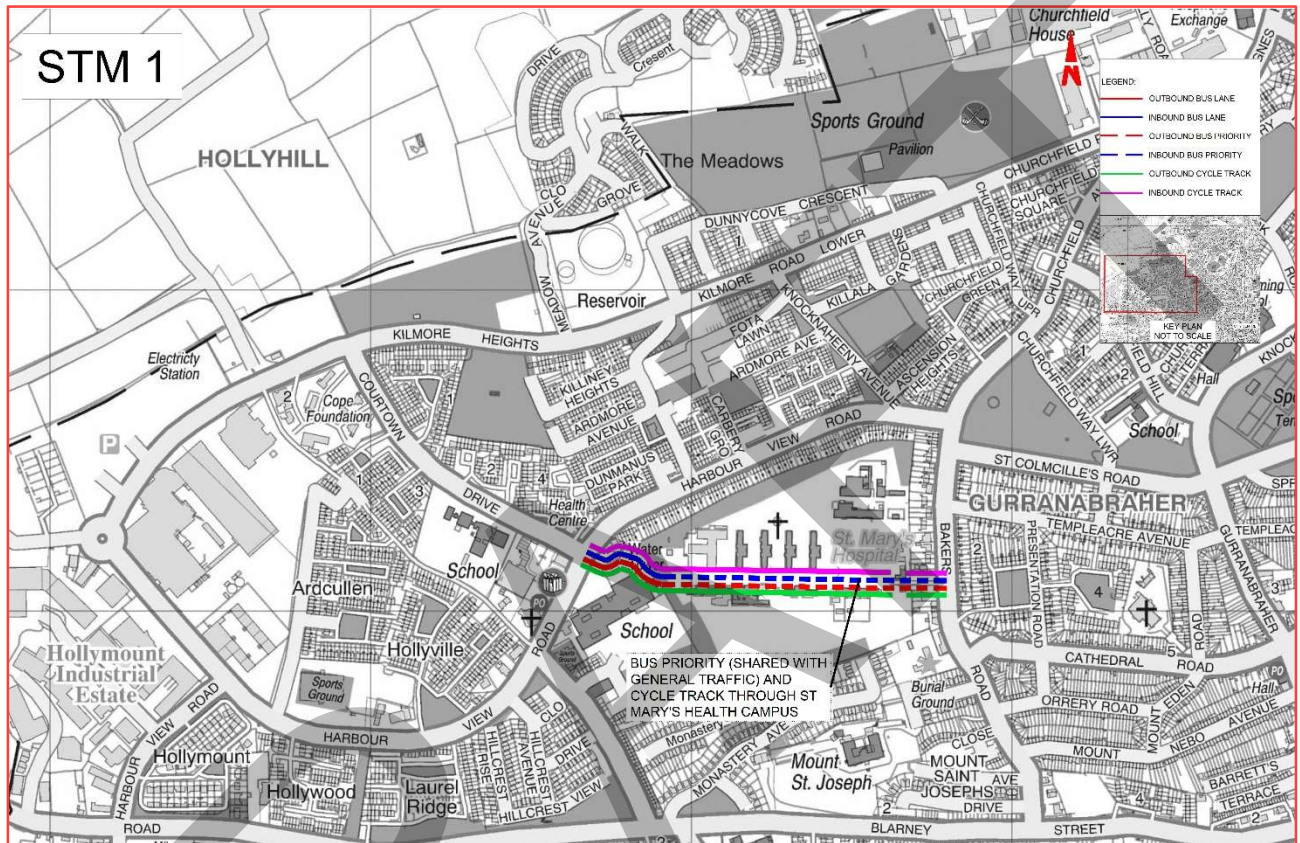 STM 1
Churchfield
House
Exchange
LEGEND:
OUTBOUND BUS LANE
INBOUND BUS LANE
OUTBOUND BUS PRIORITY
INBOUND BUS PRIORITY
OUTBOUND CYCLE TRACK
INBOUND CYCLE TRACK
N
KEY PLAN
NOT TO SCALE
DRIVE
Cresent
WALK
CLO
GROVE
AVENUE
MEADOW
HOLLYHILL
Sports Ground
Pavilion
The Meadows
DUNNYCOVE CRESCENT
CHURCHFIELD
CHURCHFIELD
SQUARE
CHURCHFIELD WAY
UPR
CHURCHFIELD
Reservoir
KILMORE ROAD LOWER
KILLALA GARDENS
CHURCHFIELD
GREEN
KNOCKNAHEENY AVENUE
ASCENSION
HEIGHTS
FOTA
LAWN
ARDMORE AVE.
CARBERY
GRO
KILMORE HEIGHTS
Electricty
Station
Cope
Foundation
COURTOWN
DRIVE
KILLINEY
HEIGHTS
ARDMORE
AVENUE
DUNMANUS
PARK
Health
Centre
HARBOUR VIEW ROAD
CHURCHFIELD WAY LWR
School
Hall
ST COLMCILLE'S ROAD
GURRANABRAHER
TEMPLEACRE AVENUE
PRESENTATION ROAD
GURRANABRAHER
ROAD
St. Mary's
Hospital
BAKERS
ROAD
School
PO
School
Ardcullen
Hollyville
Hollymount
Industrial
Estate
Sports
Ground
HARBOUR VIEW ROAD
HARBOUR VIEW ROAD
Hollymount
Hollywood
Laurel
Ridge
HILLCREST
RISE
HILLCREST
AVENUE
HILLCREST
CLO
DRIVE
HILLCREST VIEW
BUS PRIORITY (SHARED WITH
GENERAL TRAFFIC) AND
CYCLE TRACK THROUGH ST
MARY'S HEALTH CAMPUS
Monastery
MONASTERY AVE
Mount
St. Joseph
Burial
Ground
CLOSE
MOUNT
SAINT
JOSEPHS
AVE
DRIVE
CATHEDRAL ROAD
ORRERY ROAD
MOUNT EDEN
MOUNT NEBO AVENUE
Hall
PO
BARRETT'S
TERRACE
ROAD
BLARNEY STREET